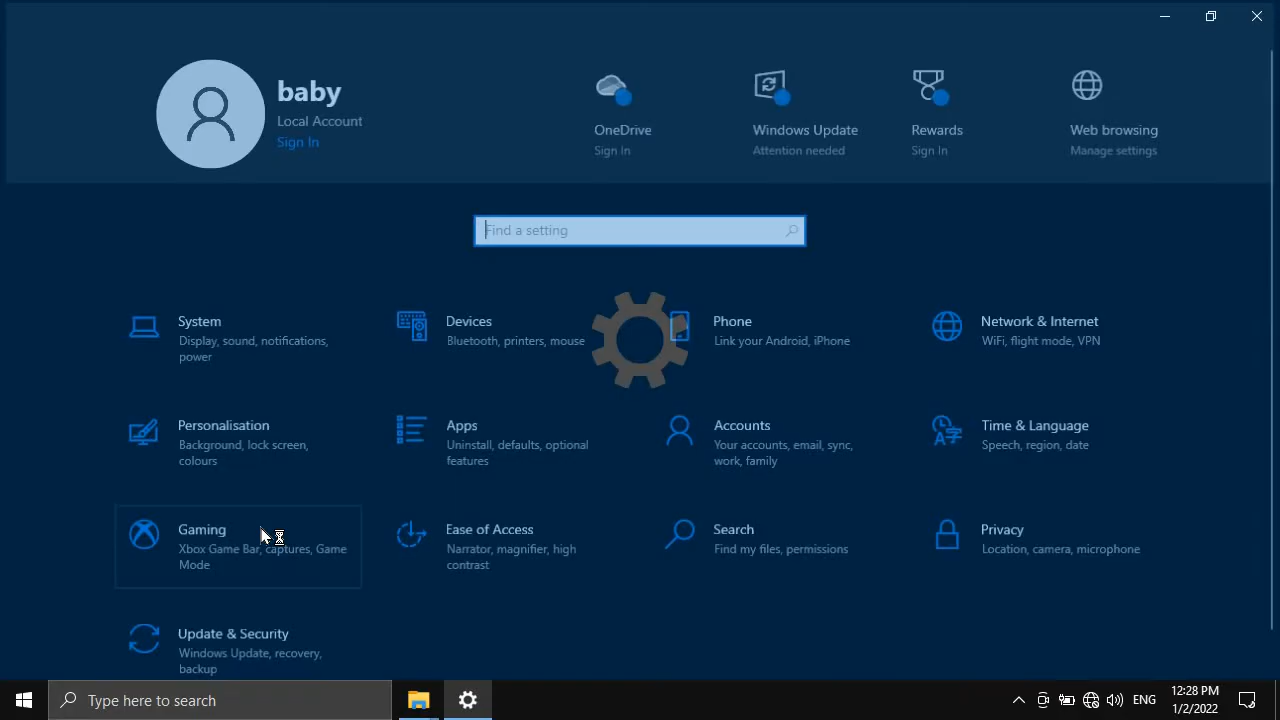 baby
Local Account
Sign In
OneDrive
Sign In
Windows Update
Attention needed
Rewards
Sign In
Web browsing
Manage settings
Find a setting
System
Display, sound, notifications,
power
Devices
Bluetooth, printers, mouse
Phone
Link your Android, iPhone
Network & Internet
WiFi, flight mode, VPN
Personalisation
Background, lock screen,
colours
Apps
Uninstall, defaults, optional
features
Accounts
Your accounts, email, sync,
work, family
Time & Language
Speech, region, date
Gaming
Xbox Game Bar, captures, Game
Mode
Ease of Access
Narrator, magnifier, high
contrast
Search
Find my files, permissions
Privacy
Location, camera, microphone
Update & Security
Windows Update, recovery,
backup
Type here to search
ENG
12:28 PM
1/2/2022